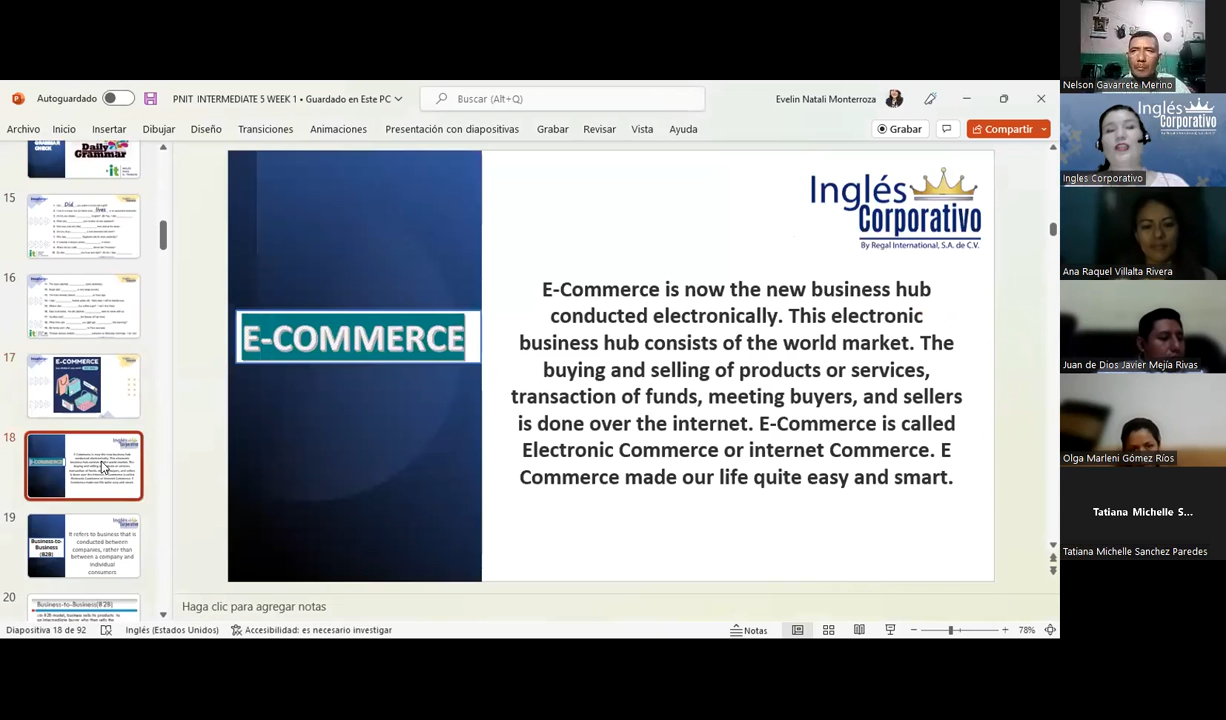 Autoguardado
PNIT INTERMEDIATE 5 WEEK 1 • Guardado en Este PC
Buscar (Alt+Q)
Evelin Natali Monterroza
Archivo Inicio Insertar Dibujar Diseño Transiciones Animaciones Presentación con diapositivas Grabar Revisar Vista Ayuda
Grabar
Compartir
GRAMMAR
CHECK
Daily
Grammar
15
16
17
E-COMMERCE
18
E-COMMERCE
19
Business-to-
Business
(B2B)
It refers to business that is
conducted between
companies, rather than
between a company and
individual
consumers
20
Business-to-Business(B2B)
E-COMMERCE
Inglés
Corporativo
By Regal International, S.A. de C.V.
E-Commerce is now the new business hub
conducted electronically. This electronic
business hub consists of the world market. The
buying and selling of products or services,
transaction of funds, meeting buyers, and sellers
is done over the internet. E-Commerce is called
Electronic Commerce or internet Commerce. E
Commerce made our life quite easy and smart.
Haga clic para agregar notas
Diapositiva 18 de 92
Inglés (Estados Unidos)
Accesibilidad: es necesario investigar
Notas
78%
Nelson Gavarrete Merino
Inglés
Corporativo
Ingles Corporativo
Ana Raquel Villalta Rivera
Juan de Dios Javier Mejía Rivas
Olga Marleni Gómez Ríos
Tatiana Michelle S...
Tatiana Michelle Sanchez Paredes